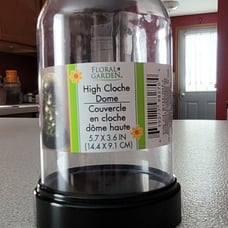 FLORAL
GARDEN
High Cloche
Dome
Couvercle
en cloche
dôme haute
5.7 X 3.6 IN
(14.4 X 9.1 CM)